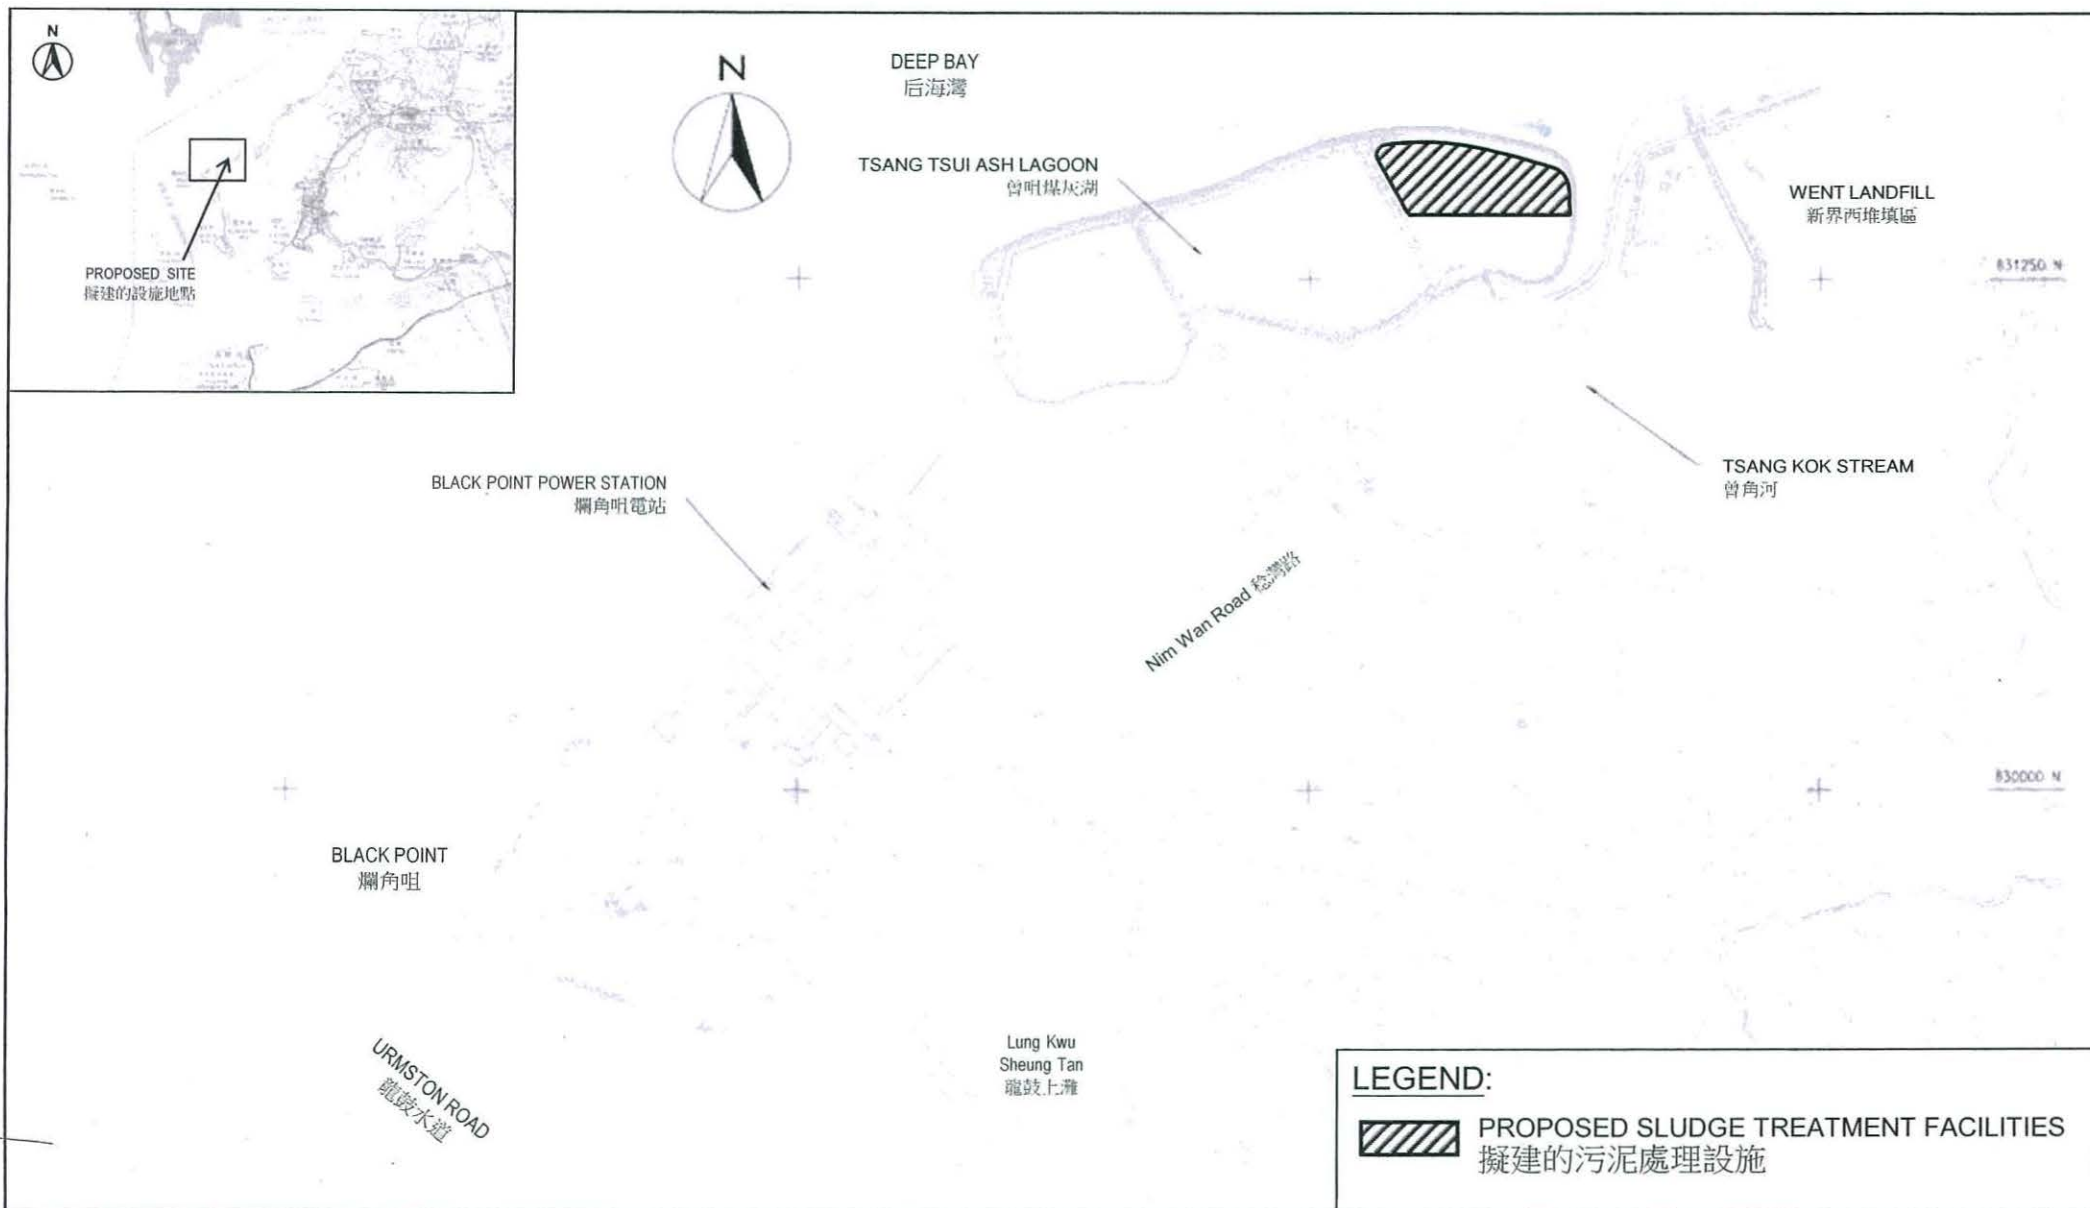 N
PROPOSED SITE
擬建的設施地點
N
DEEP BAY
后海灣
TSANG TSUI ASH LAGOON
曾咀煤灰湖
WENT LANDFILL
新界西堆填區
831250 N
BLACK POINT POWER STATION
爛角咀電站
TSANG KOK STREAM
曾角河
Nim Wan Road 稔灣路
830000 N
BLACK POINT
爛角咀
URMSTON ROAD
龍鼓水道
Lung Kwu
Sheung Tan
龍鼓上灘
LEGEND:
PROPOSED SLUDGE TREATMENT FACILITIES
擬建的污泥處理設施